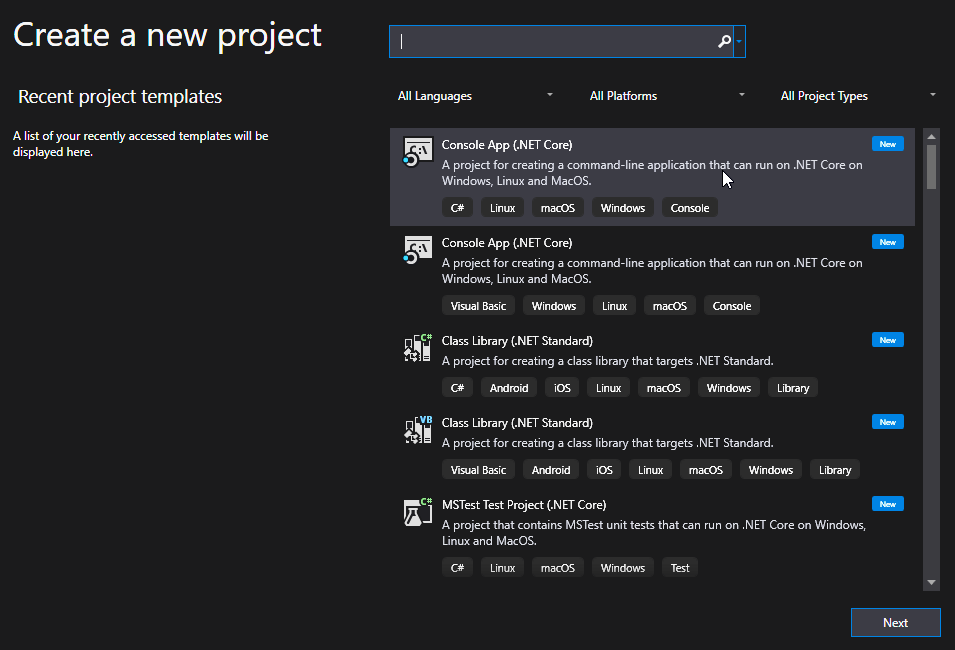 Create a new project
Recent project templates
A list of your recently accessed templates will be
displayed here.
All Languages
All Platforms
All Project Types
C:\
Console App (.NET Core)
New
A project for creating a command-line application that can run on .NET Core on
Windows, Linux and MacOS.
C# Linux macOS Windows Console
C:\
Console App (.NET Core)
New
A project for creating a command-line application that can run on .NET Core on
Windows, Linux and MacOS.
Visual Basic Windows Linux macOS Console
C#
Class Library (.NET Standard)
New
A project for creating a class library that targets .NET Standard.
C# Android iOS Linux macOS Windows Library
VB
Class Library (.NET Standard)
New
A project for creating a class library that targets .NET Standard.
Visual Basic Android iOS Linux macOS Windows Library
C#
MSTest Test Project (.NET Core)
New
A project that contains MSTest unit tests that can run on .NET Core on Windows,
Linux and MacOS.
C# Linux macOS Windows Test
Next